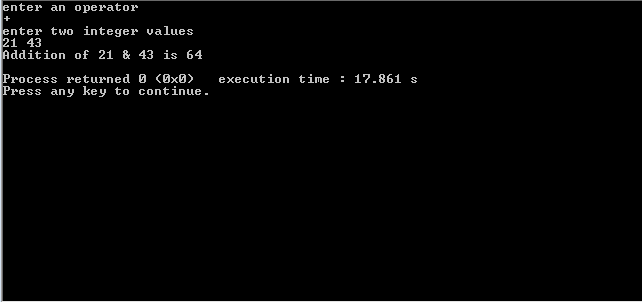 enter an operator
+
enter two integer values
21 43
Addition of 21 & 43 is 64
Process returned 0 (0x0)   execution time : 17.861 s
Press any key to continue.